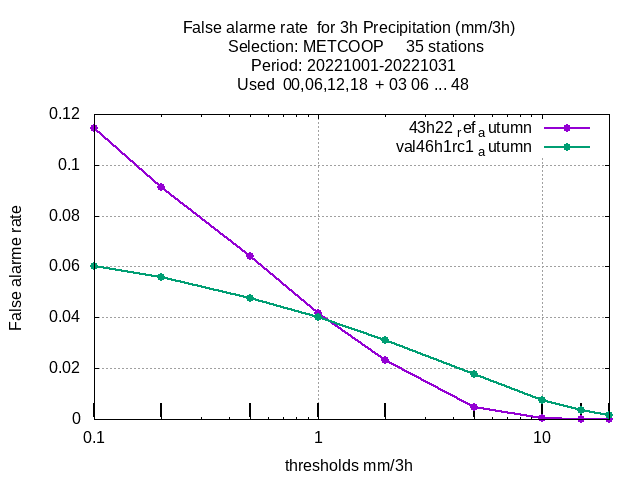 False alarme rate  for 3h Precipitation (mm/3h)
Selection: METCOOP     35 stations
Period: 20221001-20221031
Used  00,06,12,18  + 03 06 ... 48
0.12
43h22 ref a utumn
val46h1rc1 a utumn
0.1
0.08
0.06
0.04
0.02
0
False alarme rate
0.1
1
10
thresholds mm/3h